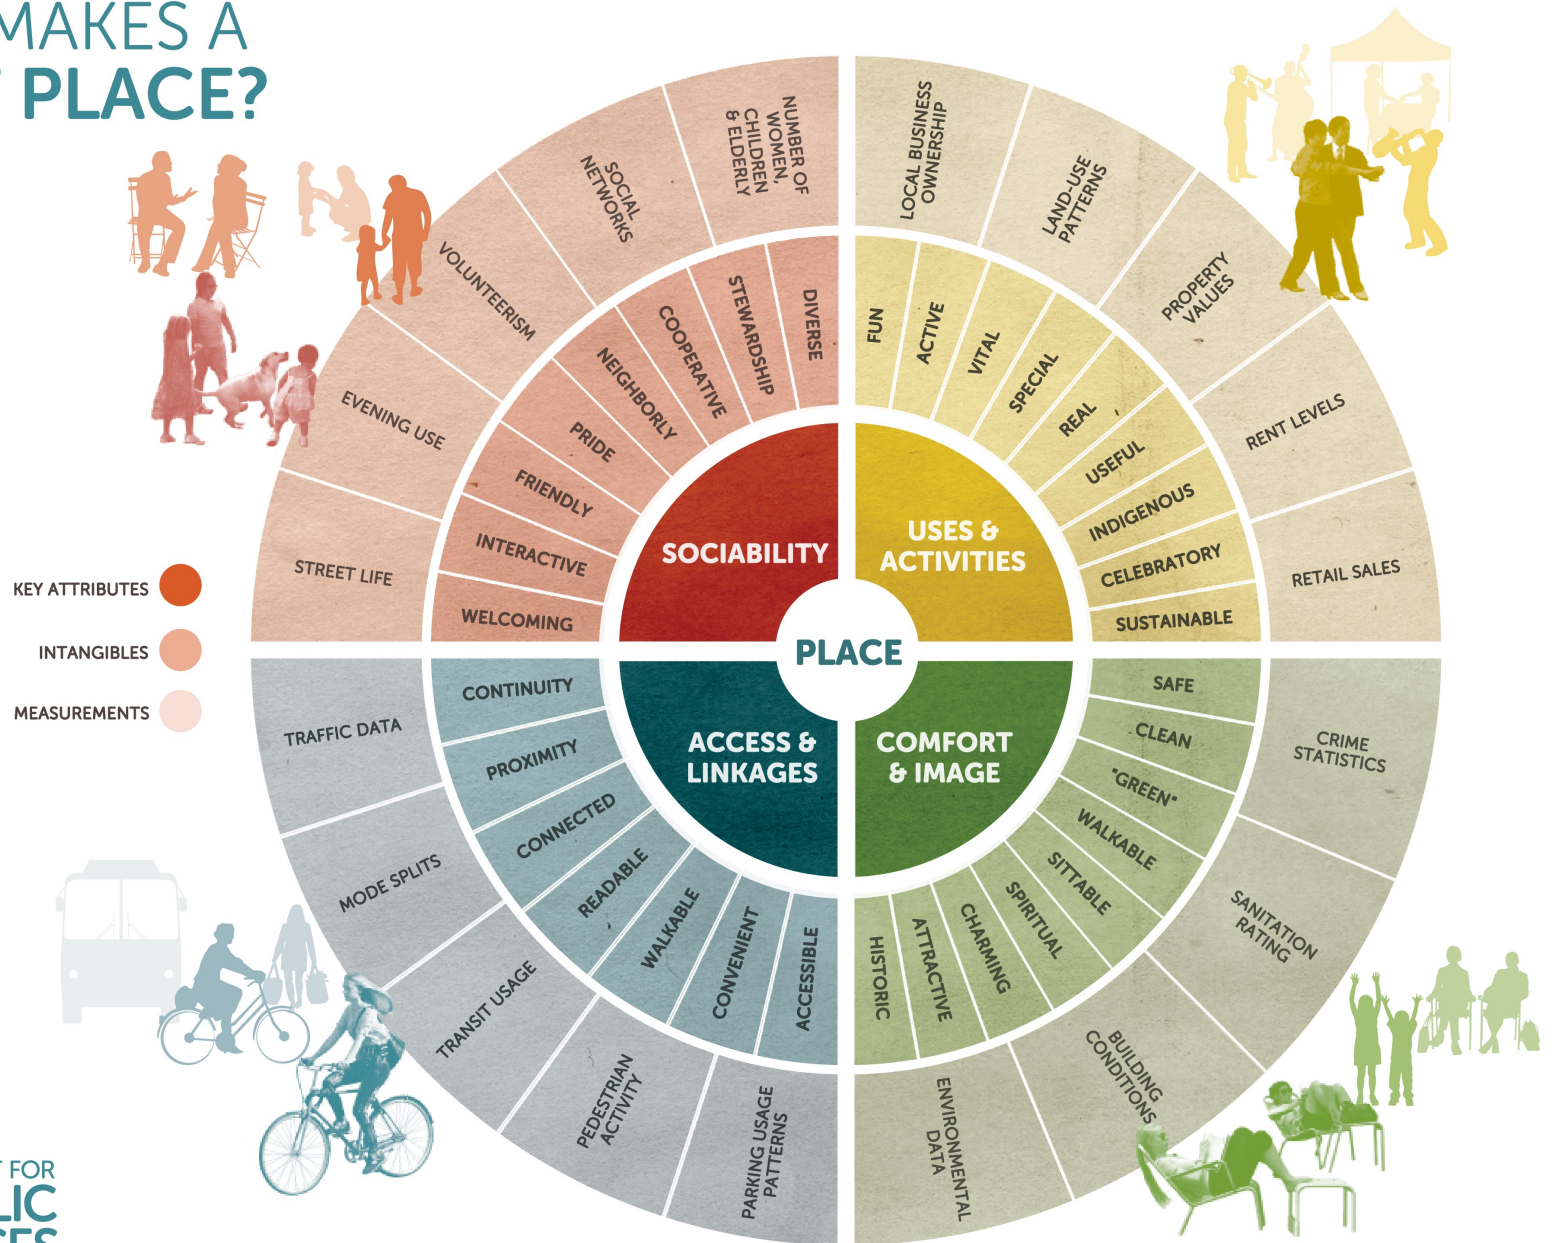 MAKES A
PLACE?
KEY ATTRIBUTES
INTANGIBLES
MEASUREMENTS
PLACE
SOCIABILITY
USES &
ACTIVITIES
ACCESS &
LINKAGES
COMFORT
& IMAGE
WELCOMING
INTERACTIVE
FRIENDLY
PRIDE
NEIGHBORLY
COOPERATIVE
STEWARDSHIP
DIVERSE
STREET LIFE
EVENING USE
VOLUNTEERISM
SOCIAL
NETWORKS
NUMBER OF
WOMEN,
CHILDREN
& ELDERLY
FUN
ACTIVE
VITAL
SPECIAL
REAL
USEFUL
INDIGENOUS
CELEBRATORY
SUSTAINABLE
LOCAL BUSINESS
OWNERSHIP
LAND-USE
PATTERNS
PROPERTY
VALUES
RENT LEVELS
RETAIL SALES
SAFE
CLEAN
"GREEN"
WALKABLE
SITTABLE
SPIRITUAL
CHARMING
ATTRACTIVE
HISTORIC
CRIME
STATISTICS
SANITATION
RATING
BUILDING
CONDITIONS
ENVIRONMENTAL
DATA
CONTINUITY
PROXIMITY
CONNECTED
READABLE
WALKABLE
CONVENIENT
ACCESSIBLE
TRAFFIC DATA
MODE SPLITS
TRANSIT USAGE
PEDESTRIAN
ACTIVITY
PARKING USAGE
PATTERNS
FOR
LIC